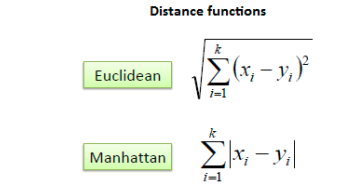 Distance functions
Euclidean √(∑_{i=1}^{k} (x_i − y_i)²)
Manhattan ∑_{i=1}^{k} |x_i − y_i|